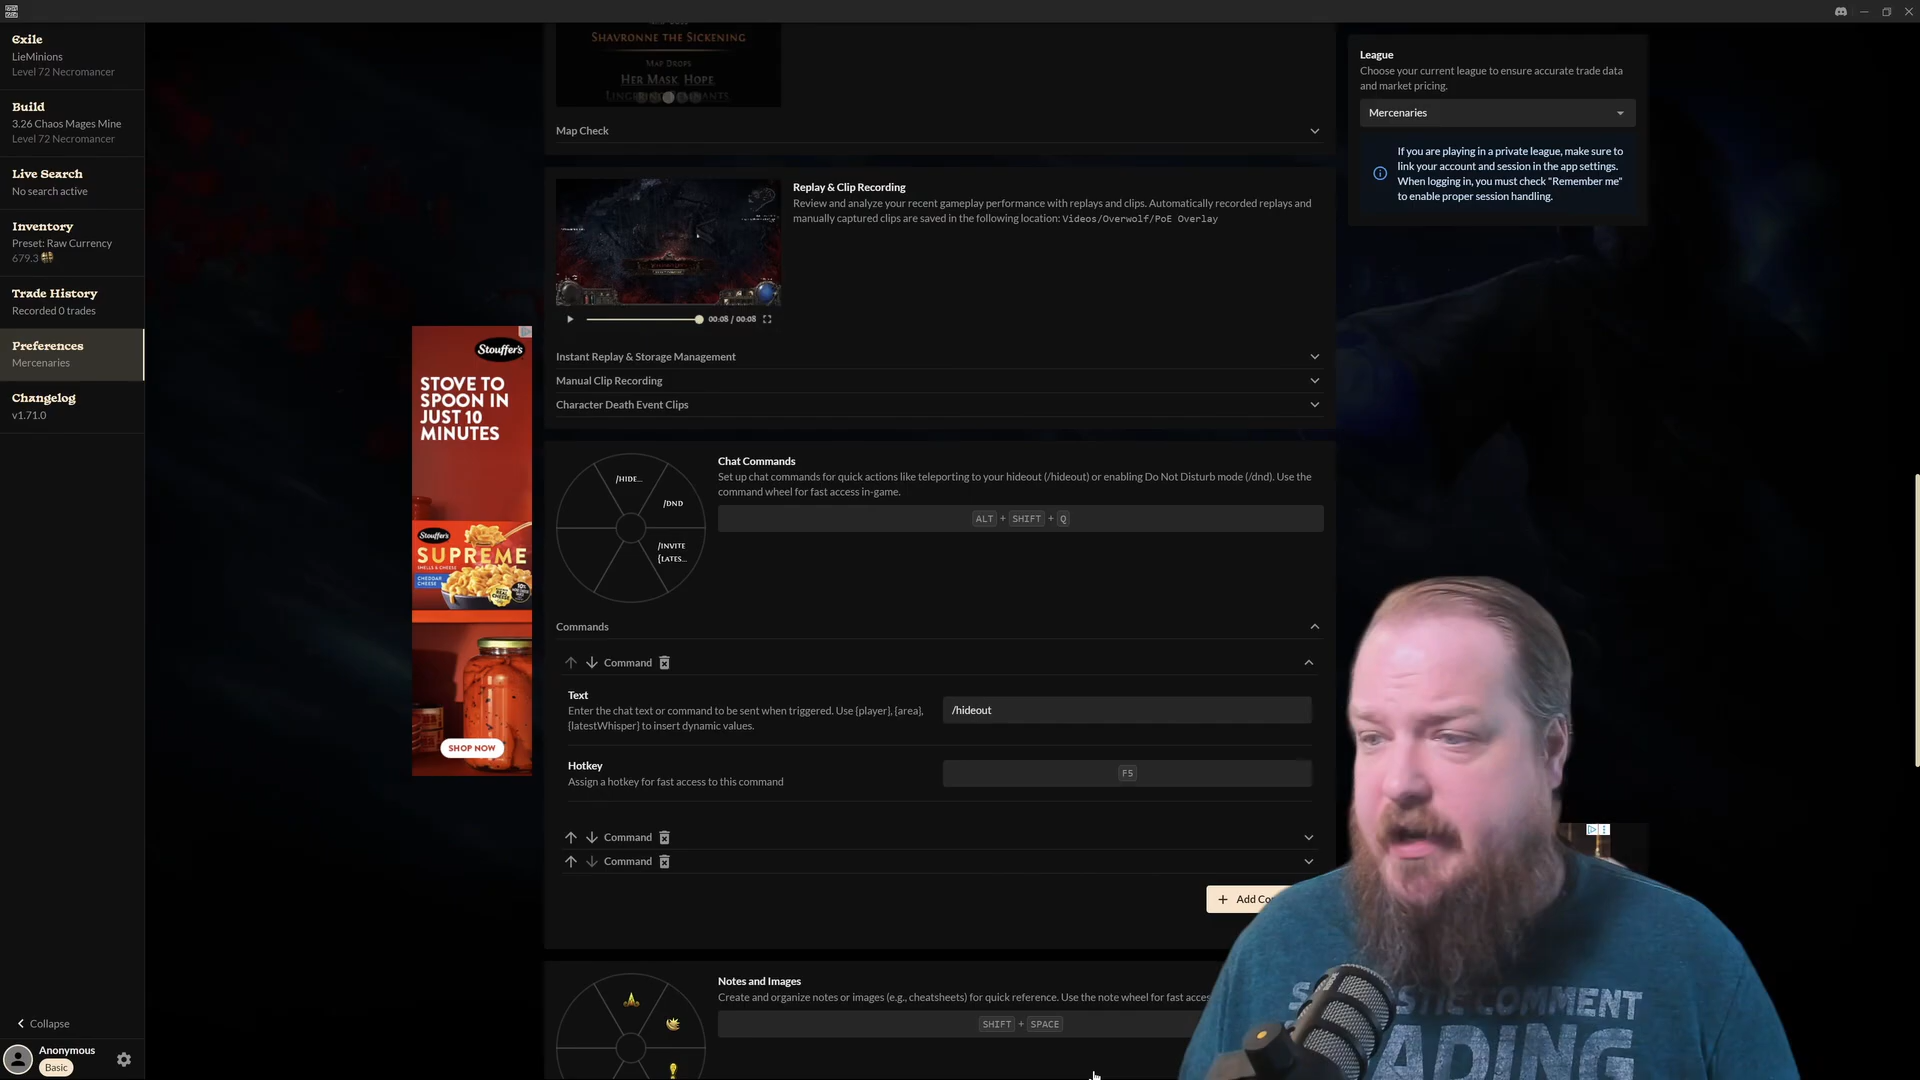 Exile
LieMinions
Level 72 Necromancer
Build
3.26 Chaos Mages Mine
Level 72 Necromancer
Live Search
No search active
Inventory
Preset: Raw Currency
679.3
Trade History
Recorded 0 trades
Preferences
Mercenaries
Changelog
v1.71.0
Collapse
Anonymous
Basic
Stouffer's
STOVE TO
SPOON IN
JUST 10
MINUTES
Stouffer's
SUPREME
SHELLS & CHEESE
CHEDDAR
CHEESE
SHOP NOW
SHAVRONNE THE SICKENING
MAP DROPS
HER MASK HOPE
Map Check
Replay & Clip Recording
Review and analyze your recent gameplay performance with replays and clips. Automatically recorded replays and
manually captured clips are saved in the following location: Videos/Overwolf/PoE Overlay
00:08 / 00:08
Instant Replay & Storage Management
Manual Clip Recording
Character Death Event Clips
/HIDE...
/DND
/INVITE
{LATES...
Chat Commands
Set up chat commands for quick actions like teleporting to your hideout (/hideout) or enabling Do Not Disturb mode (/dnd). Use the
command wheel for fast access in-game.
ALT + SHIFT + Q
Commands
Command
Text
Enter the chat text or command to be sent when triggered. Use {player}, {area},
{latestWhisper} to insert dynamic values.
/hideout
Hotkey
Assign a hotkey for fast access to this command
F5
Command
Command
+ Add Co
Notes and Images
Create and organize notes or images (e.g., cheatsheets) for quick reference. Use the note wheel for fast acce
SHIFT + SPACE
League
Choose your current league to ensure accurate trade data
and market pricing.
Mercenaries
If you are playing in a private league, make sure to
link your account and session in the app settings.
When logging in, you must check "Remember me"
to enable proper session handling.
COMMENT
ADING